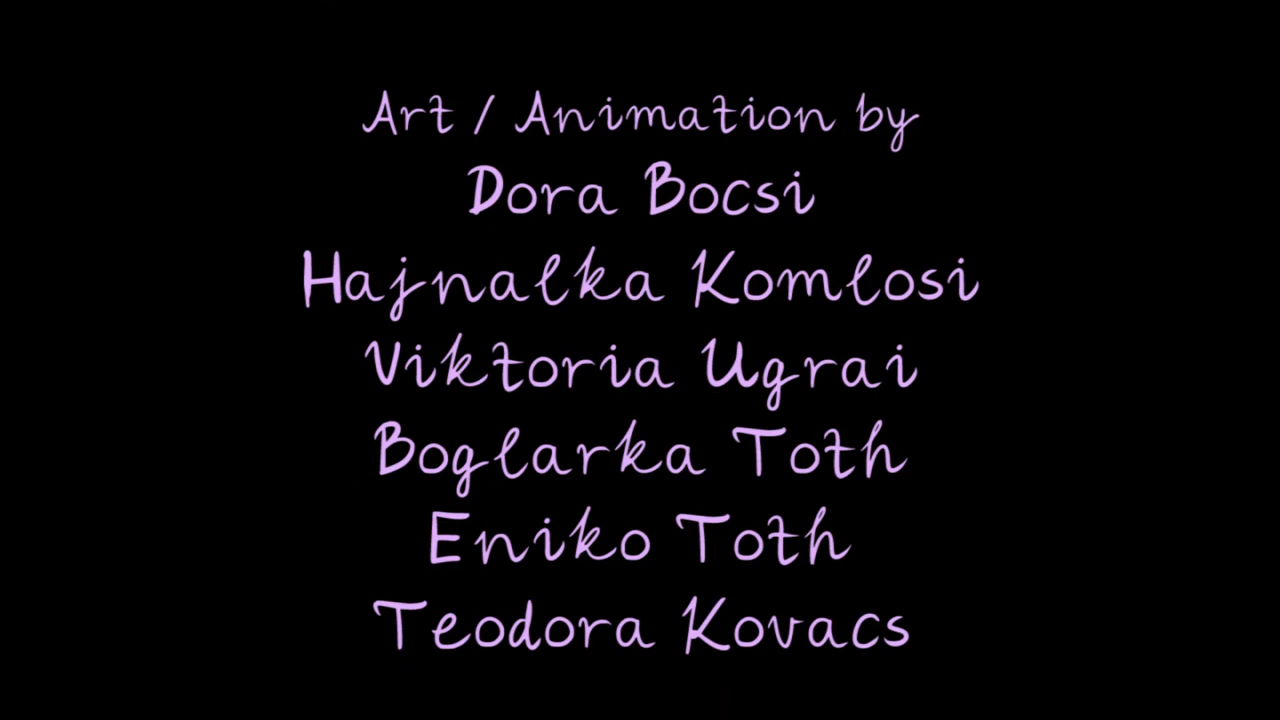 Art / Animation by
Dora Bocsi
Hajnalka Komlosi
Viktoria Ugrai
Boglarka Toth
Eniko Toth
Teodora Kovacs